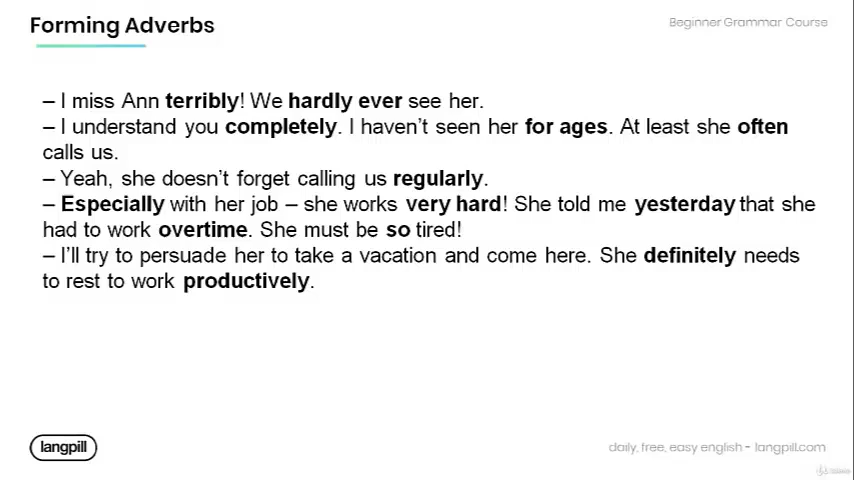 Forming Adverbs
Beginner Grammar Course
– I miss Ann terribly! We hardly ever see her.
– I understand you completely. I haven't seen her for ages. At least she often
calls us.
– Yeah, she doesn't forget calling us regularly.
– Especially with her job – she works very hard! She told me yesterday that she
had to work overtime. She must be so tired!
– I'll try to persuade her to take a vacation and come here. She definitely needs
to rest to work productively.
langpill
daily, free, easy english - langpill.com